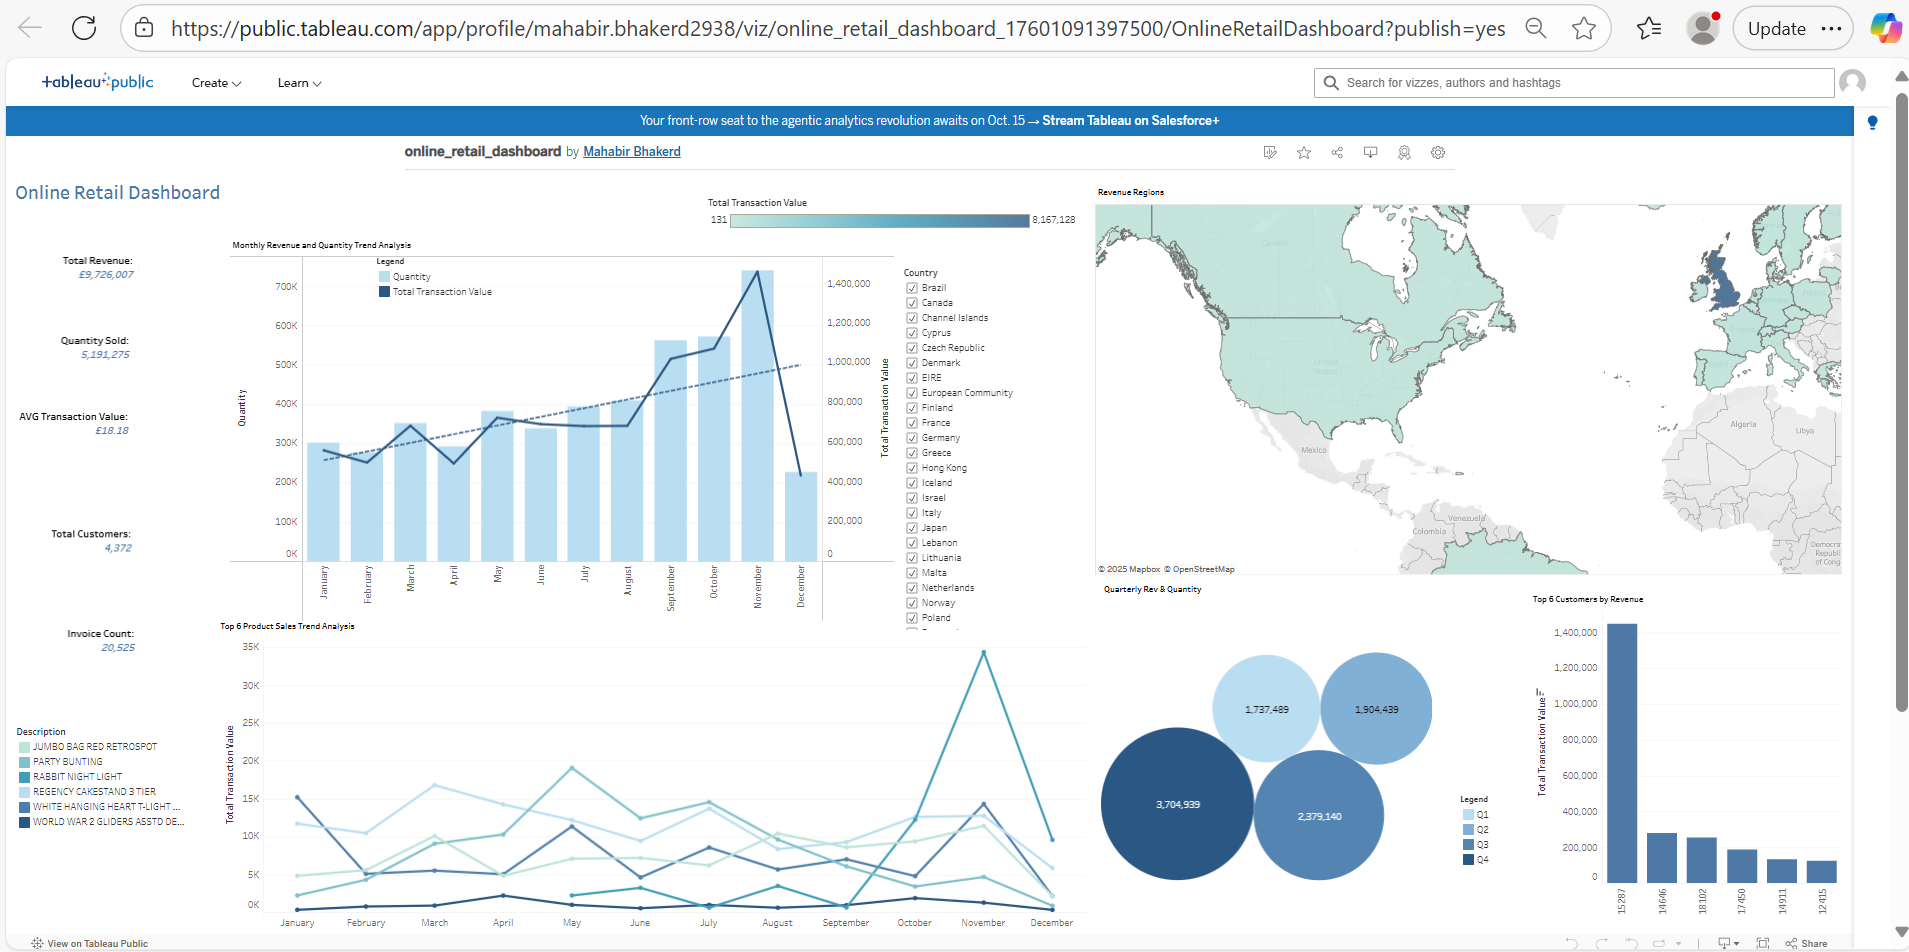 https://public.tableau.com/app/profile/mahabir.bhakerd2938/viz/online_retail_dashboard_17601091397500/OnlineRetailDashboard?publish=yes
Update
tableau public
Create
Learn
Search for vizzes, authors and hashtags
Your front-row seat to the agentic analytics revolution awaits on Oct. 15 → Stream Tableau on Salesforce+
online_retail_dashboard by Mahabir Bhakerd
Online Retail Dashboard
Total Revenue:
£9,726,007
Quantity Sold:
5,191,275
AVG Transaction Value:
£18.18
Total Customers:
4,372
Invoice Count:
20,525
Total Transaction Value
131
8,167,128
Monthly Revenue and Quantity Trend Analysis
Legend
Quantity
Total Transaction Value
Quantity
700K
600K
500K
400K
300K
200K
100K
0K
1,400,000
1,200,000
1,000,000
800,000
600,000
400,000
200,000
0
Total Transaction Value
January
February
March
April
May
June
July
August
September
October
November
December
Country
Brazil
Canada
Channel Islands
Cyprus
Czech Republic
Denmark
EIRE
European Community
Finland
France
Germany
Greece
Hong Kong
Iceland
Israel
Italy
Japan
Lebanon
Lithuania
Malta
Netherlands
Norway
Poland
Revenue Regions
Canada
United
States
Mexico
Venezuela
Colombia
Algeria
Libya
Democra
Republi
of Cong
© 2025 Mapbox © OpenStreetMap
Top 6 Product Sales Trend Analysis
Description
JUMBO BAG RED RETROSPOT
PARTY BUNTING
RABBIT NIGHT LIGHT
REGENCY CAKESTAND 3 TIER
WHITE HANGING HEART T-LIGHT ...
WORLD WAR 2 GLIDERS ASSTD DE...
Total Transaction Value
35K
30K
25K
20K
15K
10K
5K
0K
January
February
March
April
May
June
July
August
September
October
November
December
Quarterly Rev & Quantity
1,737,489
1,904,439
3,704,939
2,379,140
Legend
Q1
Q2
Q3
Q4
Top 6 Customers by Revenue
Total Transaction Value
1,400,000
1,200,000
1,000,000
800,000
600,000
400,000
200,000
0
15287
14646
18102
17450
14911
12415
View on Tableau Public
Share